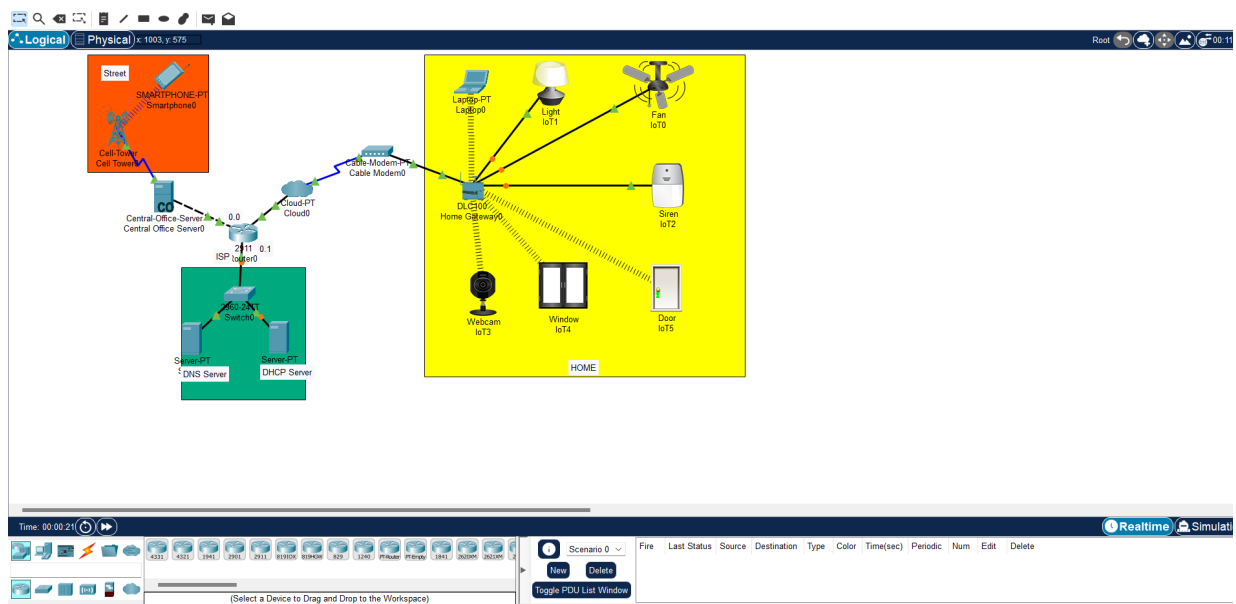 Logical Physical x: 1003, y: 575 Root 00:11
Street
SMARTPHONE-PT
Smartphone0
Cell-Tower
Cell Tower0
Central-Office-Server
Central Office Server0
CO
0.0
2911 0.1
ISP Router0
Cloud-PT
Cloud0
Cable-Modem-PT
Cable Modem0
2960-24TT
Switch0
Server-PT
DNS Server
Server-PT
DHCP Server
Laptop-PT
Laptop0
Light
IoT1
Fan
IoT0
DLC100
Home Gateway0
Siren
IoT2
Webcam
IoT3
Window
IoT4
Door
IoT5
HOME
Time: 00:00:21 Realtime Simulati
4331 4321 1941 2901 2911 819IOX 819HGW 829 1240 PT-Router PT-Empty 1841 2620XM 2621XM 2
(Select a Device to Drag and Drop to the Workspace)
Scenario 0
New Delete
Toggle PDU List Window
Fire Last Status Source Destination Type Color Time(sec) Periodic Num Edit Delete